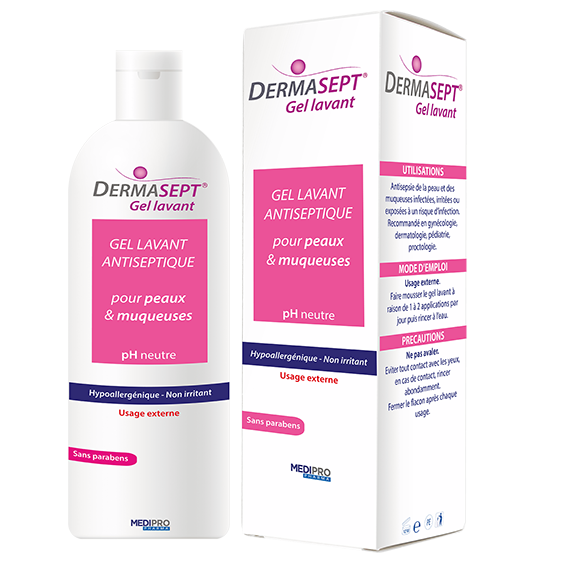 DERMASEPT®
Gel lavant
GEL LAVANT
ANTISEPTIQUE
pour peaux
& muqueuses
pH neutre
Hypoallergénique - Non irritant
Usage externe
Sans parabens
MEDIPRO
PHARMA
DERMASEPT®
Gel lavant
GEL LAVANT
ANTISEPTIQUE
pour peaux
& muqueuses
pH neutre
Hypoallergénique - Non irritant
Usage externe
Sans parabens
MEDIPRO
PHARMA
DERMASEPT®
Gel lavant
UTILISATIONS
Antisepsie de la peau et des
muqueuses infectées, irritées ou
exposées à un risque d'infection.
Recommandé en gynécologie,
dermatologie, pédiatrie,
proctologie.
MODE D'EMPLOI
Usage externe.
Faire mousser le gel lavant à
raison de 1 à 2 applications par
jour puis rincer à l'eau.
PRECAUTIONS
Ne pas avaler.
Eviter tout contact avec les yeux,
en cas de contact, rincer
abondamment.
Fermer le flacon après chaque
usage.